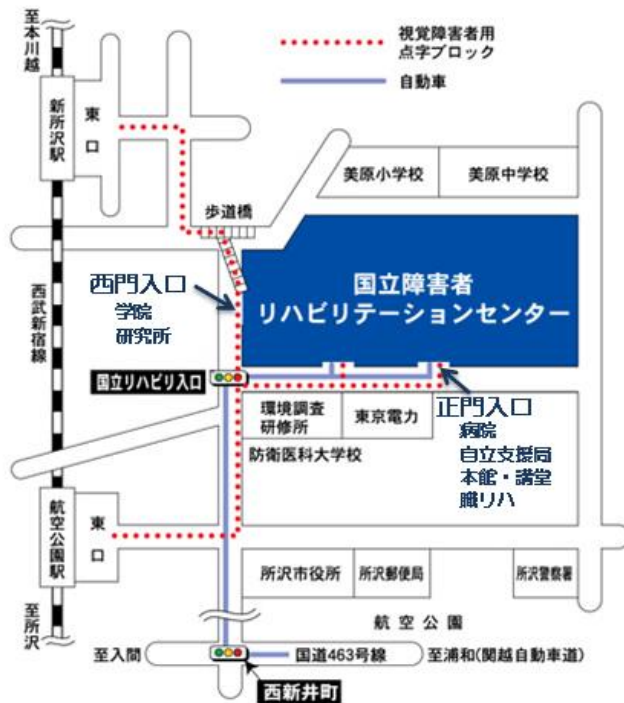 至本川越
新所沢駅
東口
視覚障害者用
点字ブロック
自動車
美原小学校
美原中学校
歩道橋
西武新宿線
西門入口
学院
研究所
国立障害者
リハビリテーションセンター
国立リハビリ入口
環境調査
研修所
東京電力
正門入口
病院
自立支援局
本館・講堂
職リハ
防衛医科大学校
航空公園駅
東口
至所沢
所沢市役所
所沢郵便局
所沢警察署
航空公園
至入間
国道463号線
至浦和(関越自動車道)
西新井町